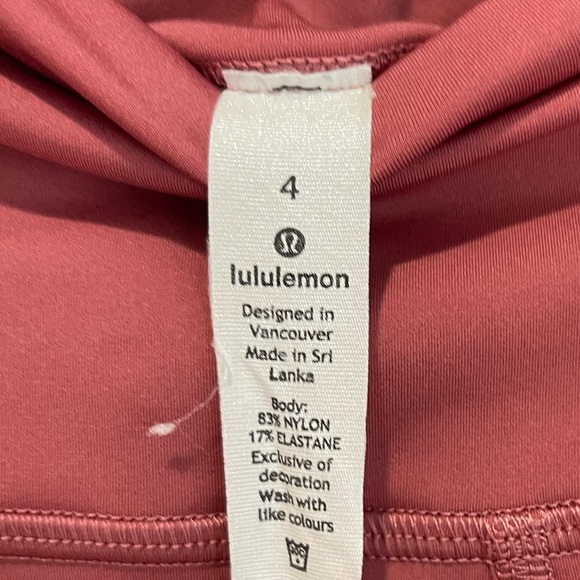 4
lululemon
Designed in
Vancouver
Made in Sri
Lanka
Body:
83% NYLON
17% ELASTANE
Exclusive of
decoration
Wash with
like colours